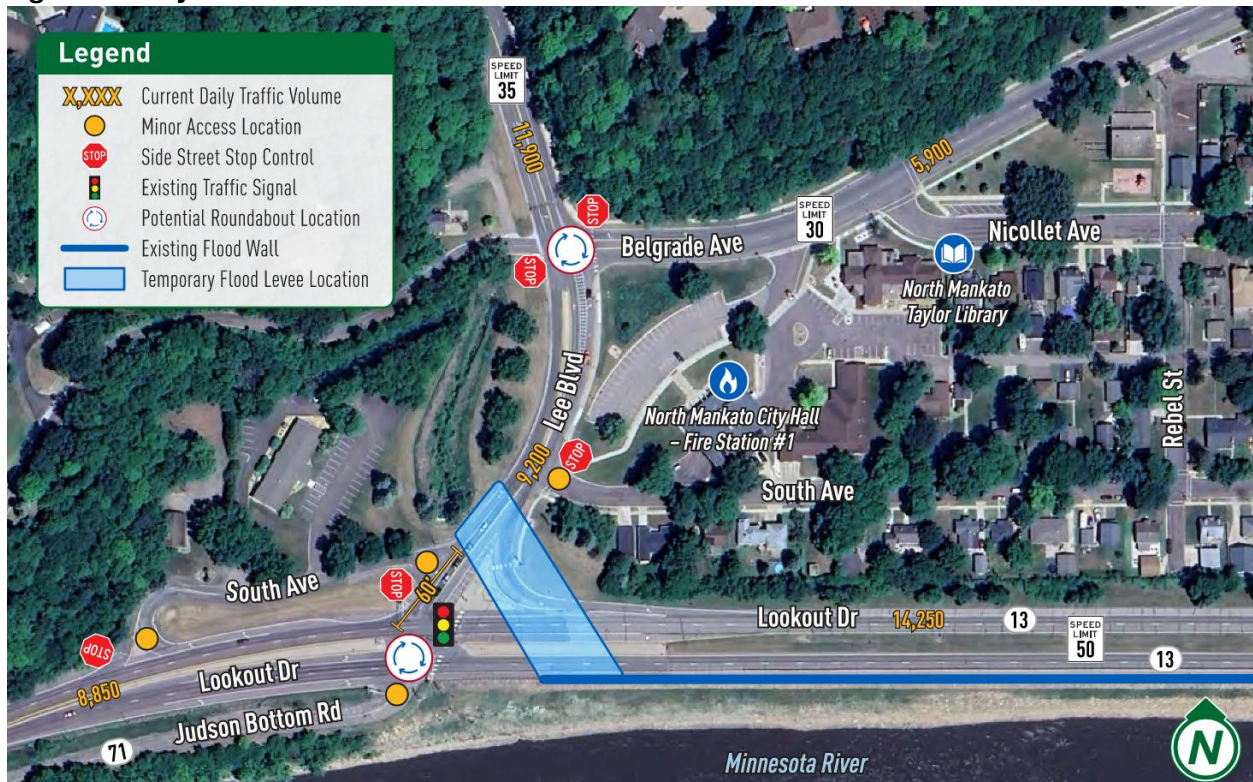 Legend
X,XXX Current Daily Traffic Volume
Minor Access Location
STOP Side Street Stop Control
Existing Traffic Signal
Potential Roundabout Location
Existing Flood Wall
Temporary Flood Levee Location
SPEED
LIMIT
35
11,900
5,900
STOP
SPEED
LIMIT
30
Belgrade Ave
Nicollet Ave
STOP
North Mankato
Taylor Library
Lee Blvd
North Mankato City Hall
– Fire Station #1
Rebel St
9,200
STOP
South Ave
South Ave
STOP
60'
Lookout Dr
14,250
13
SPEED
LIMIT
50
STOP
8,850
Lookout Dr
13
Judson Bottom Rd
71
Minnesota River
N